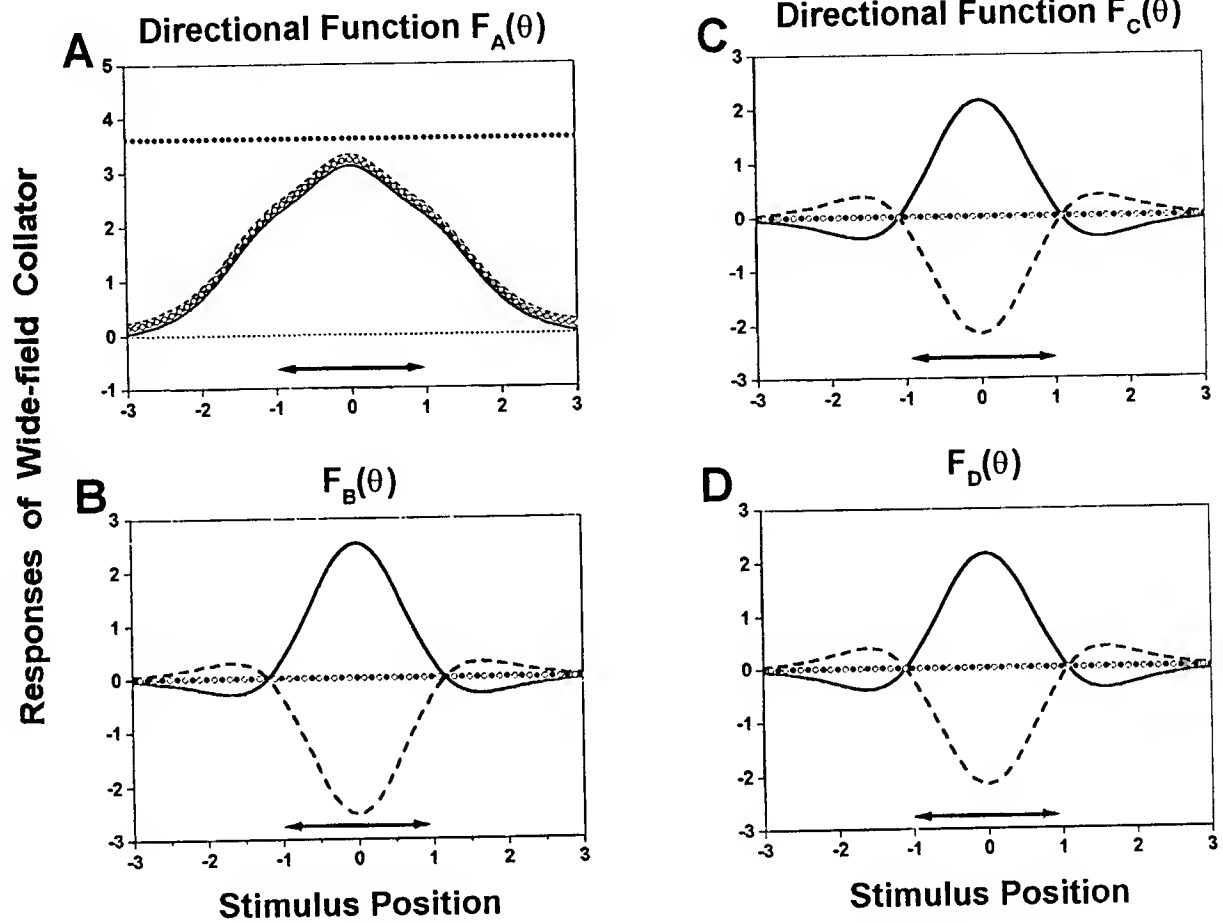 A
Directional Function F_A(θ)
5
4
3
2
1
0
-1
-3 -2 -1 0 1 2 3
C
Directional Function F_C(θ)
3
2
1
0
-1
-2
-3
-3 -2 -1 0 1 2 3
Responses of Wide-field Collator
B
F_B(θ)
3
2
1
0
-1
-2
-3
-3 -2 -1 0 1 2 3
Stimulus Position
D
F_D(θ)
3
2
1
0
-1
-2
-3
-3 -2 -1 0 1 2 3
Stimulus Position